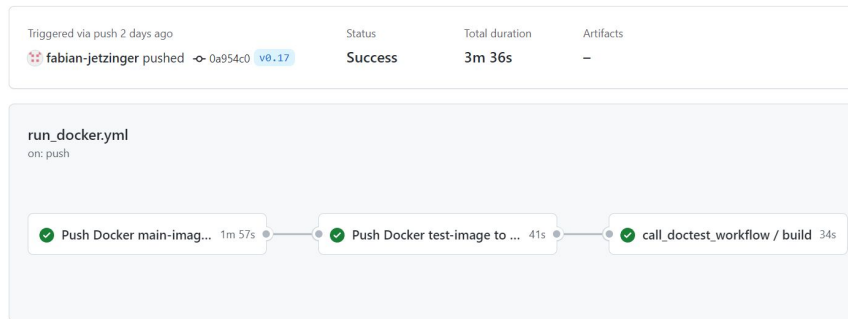 Triggered via push 2 days ago
Status
Total duration
Artifacts
fabian-jetzinger pushed 0a954c0 v0.17
Success
3m 36s
–
run_docker.yml
on: push
Push Docker main-imag... 1m 57s
Push Docker test-image to ... 41s
call_doctest_workflow / build 34s